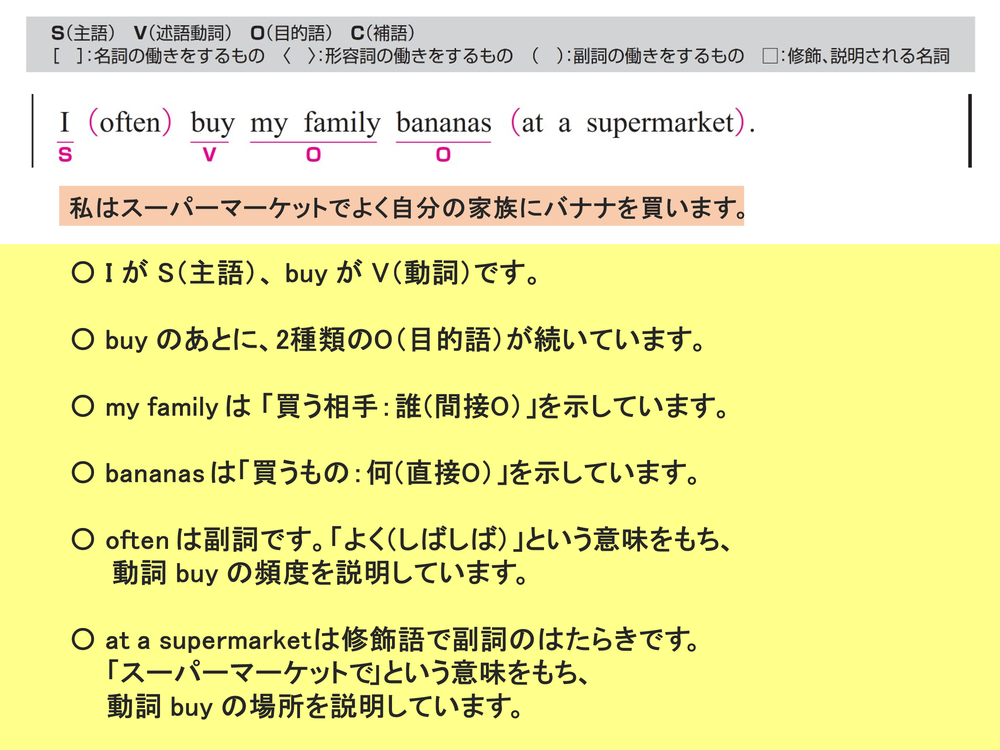 S(主語)　V(述語動詞)　O(目的語)　C(補語)
[　]:名詞の働きをするもの　〈　〉:形容詞の働きをするもの　(　):副詞の働きをするもの　□:修飾、説明される名詞
I (often) buy my family bananas (at a supermarket).
S V O O
私はスーパーマーケットでよく自分の家族にバナナを買います。
○ I が S(主語)、buy が V(動詞)です。
○ buy のあとに、2種類のO(目的語)が続いています。
○ my family は「買う相手:誰(間接O)」を示しています。
○ bananas は「買うもの:何(直接O)」を示しています。
○ often は副詞です。「よく(しばしば)」という意味をもち、
動詞 buy の頻度を説明しています。
○ at a supermarketは修飾語で副詞のはたらきです。
「スーパーマーケットで」という意味をもち、
動詞 buy の場所を説明しています。